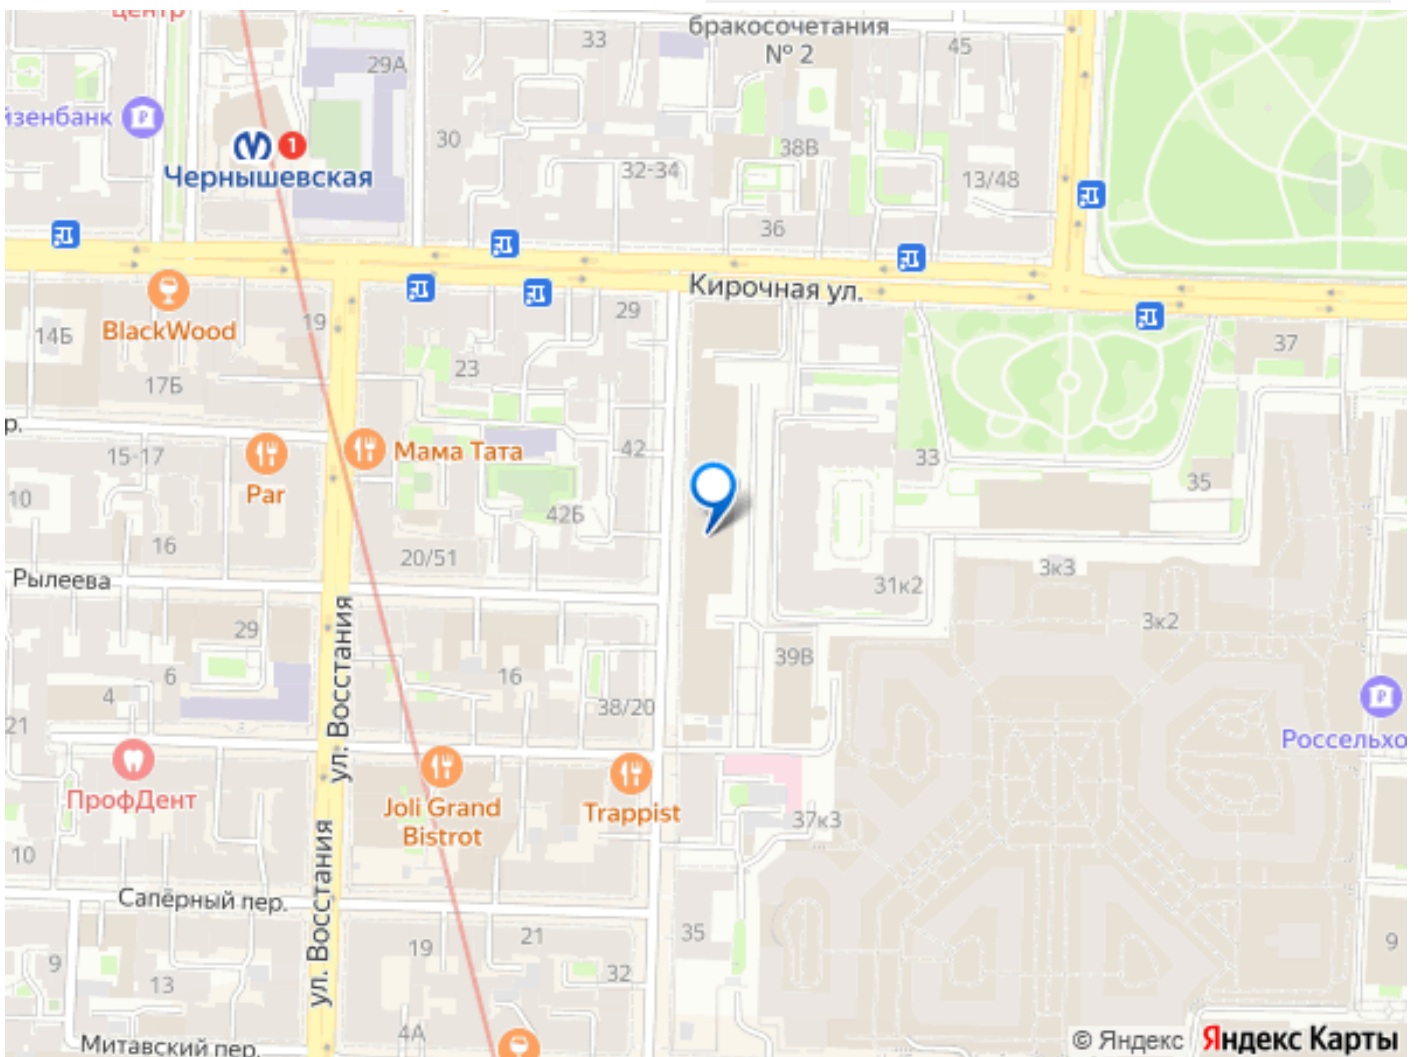 центр
бракосочетания
№ 2
33
45
29А
йзенбанк
30
38В
1
Чернышевская
32-34
13/48
36
Кирочная ул.
BlackWood
19
29
14Б
37
23
17Б
р.
15-17
Мама Тата
42
33
Par
10
35
42Б
16
20/51
3к3
Рылеева
31к2
3к2
29
ул. Восстания
39В
6
16
4
38/20
21
Россельхо
ПрофДент
Joli Grand
Bistrot
Trappist
37к3
10
ул. Восстания
Сапёрный пер.
35
21
19
9
9
32
13
4А
Митавский пер.
© Яндекс Яндекс Карты